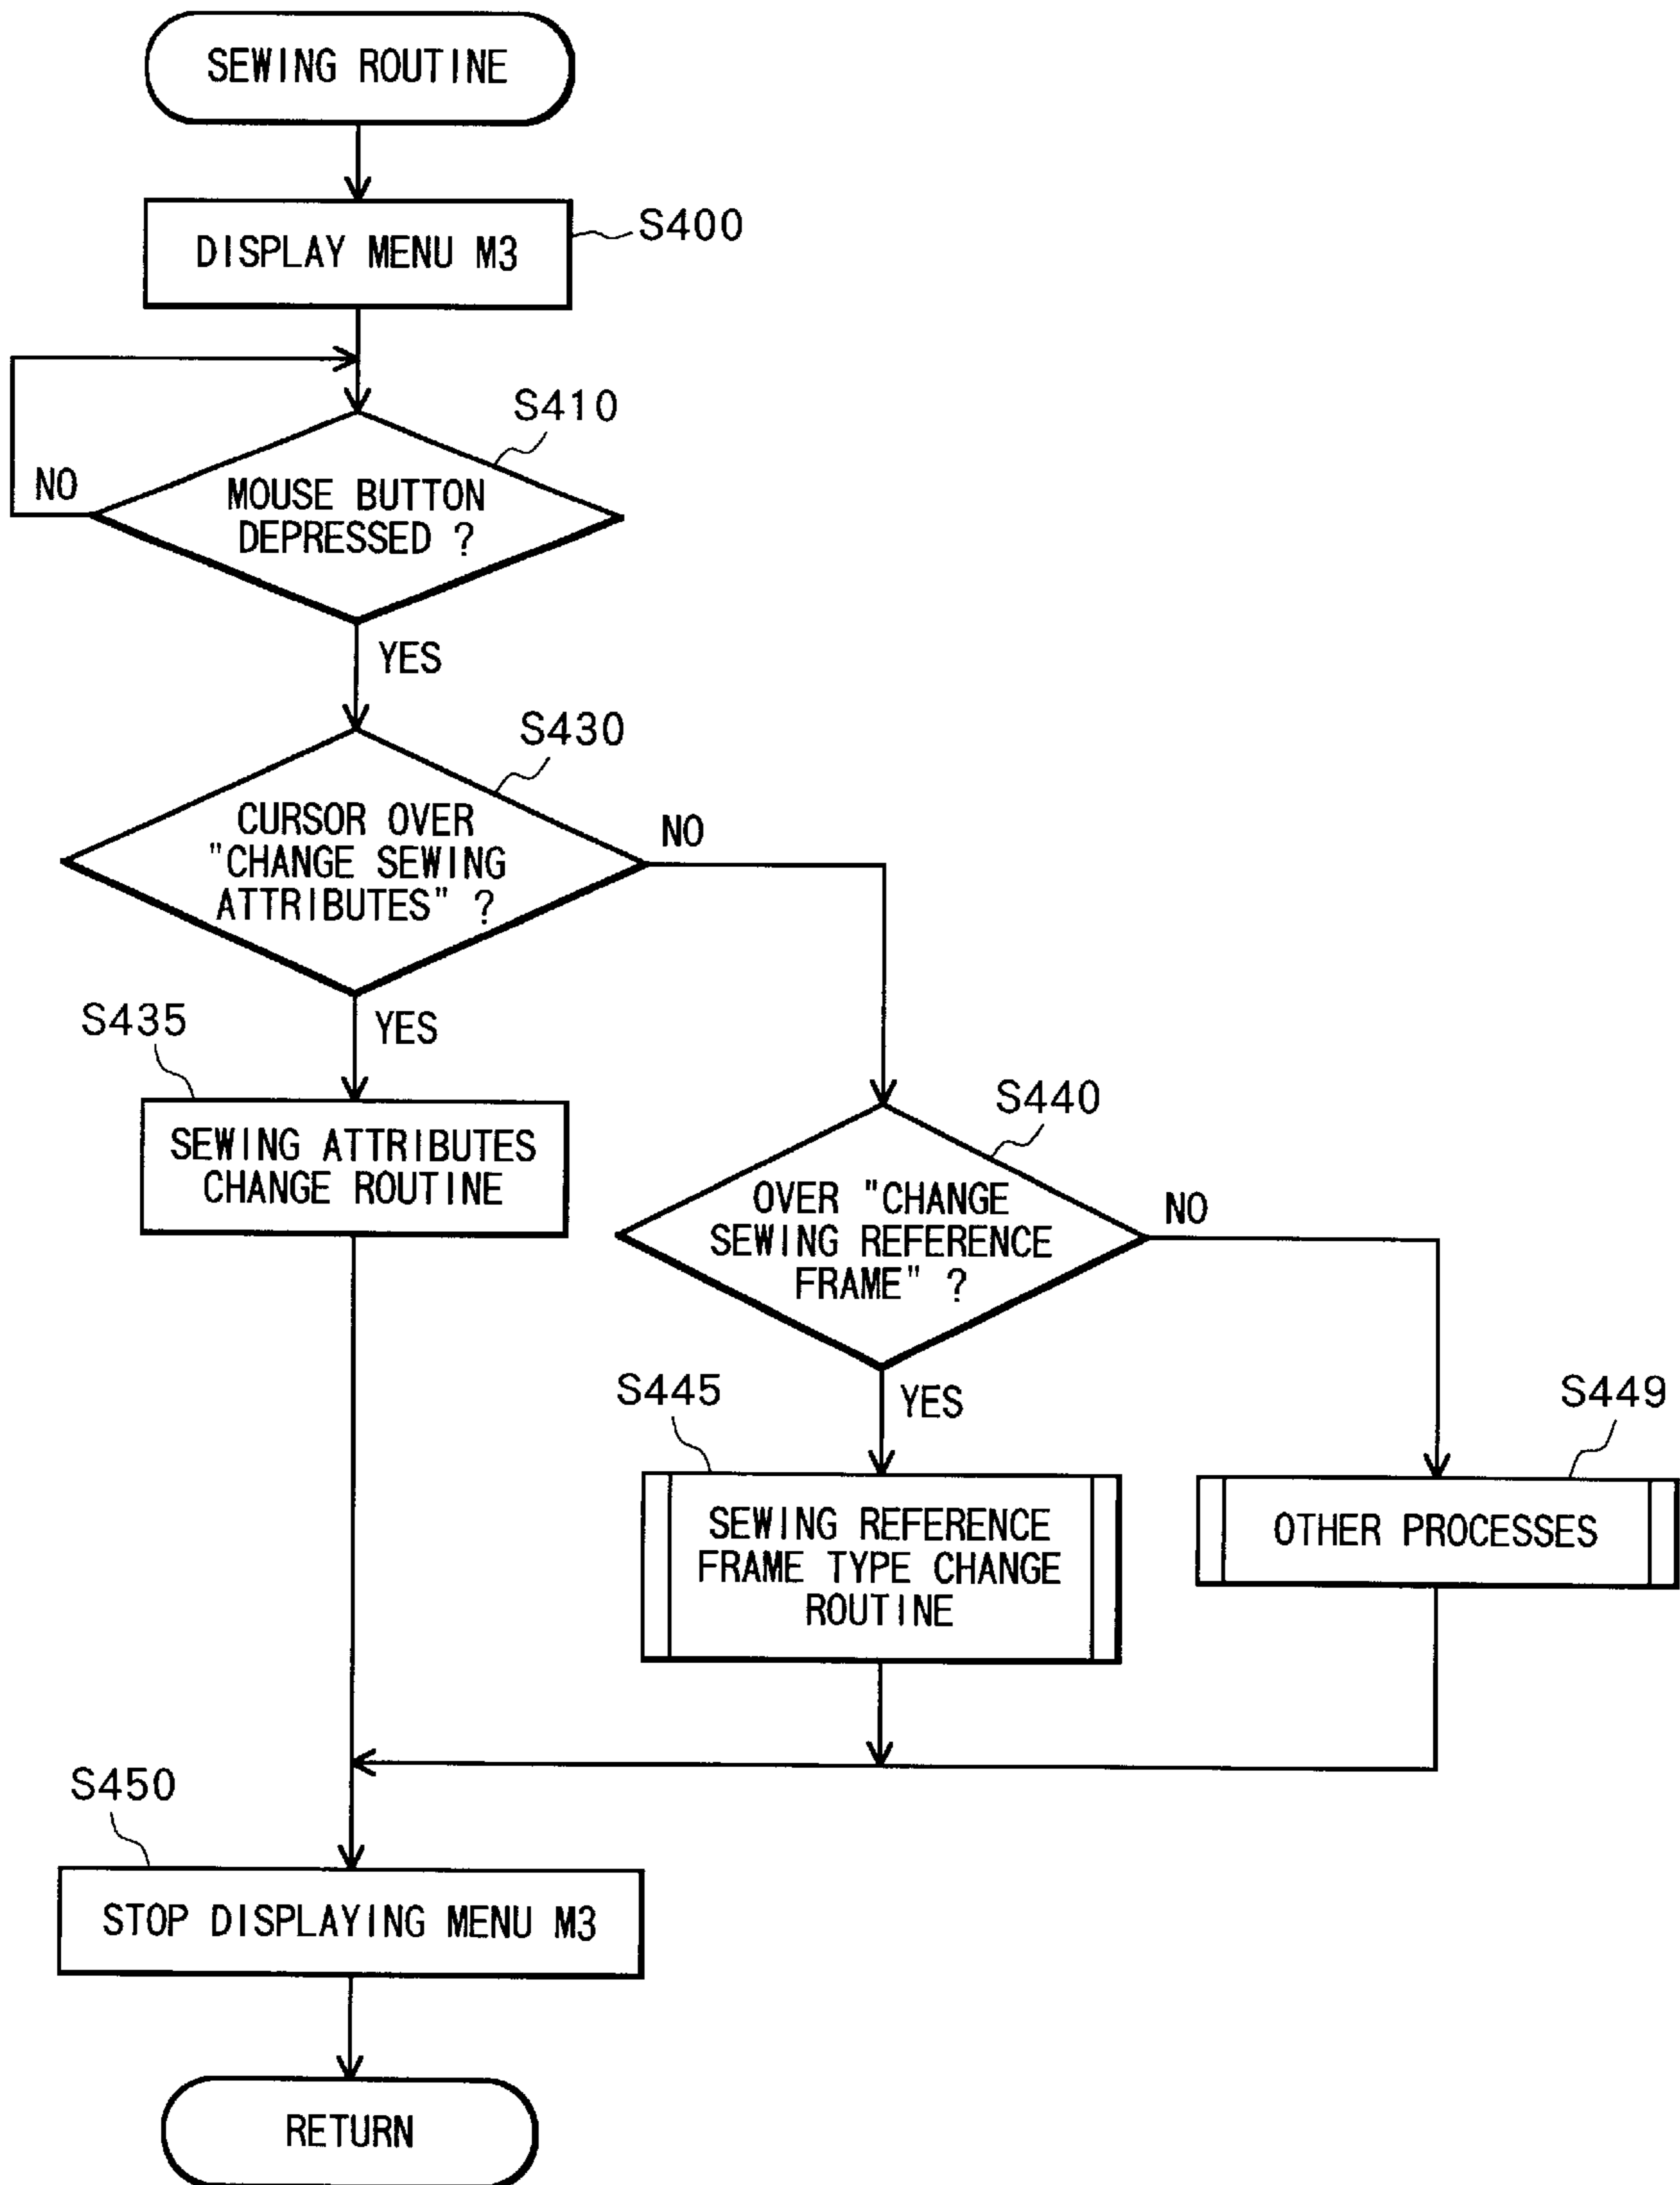 SEWING ROUTINE
DISPLAY MENU M3
S400
S410
NO
MOUSE BUTTON
DEPRESSED ?
YES
S430
CURSOR OVER
"CHANGE SEWING
ATTRIBUTES" ?
NO
YES
S435
SEWING ATTRIBUTES
CHANGE ROUTINE
S440
OVER "CHANGE
SEWING REFERENCE
FRAME" ?
NO
YES
S445
SEWING REFERENCE
FRAME TYPE CHANGE
ROUTINE
S449
OTHER PROCESSES
S450
STOP DISPLAYING MENU M3
RETURN